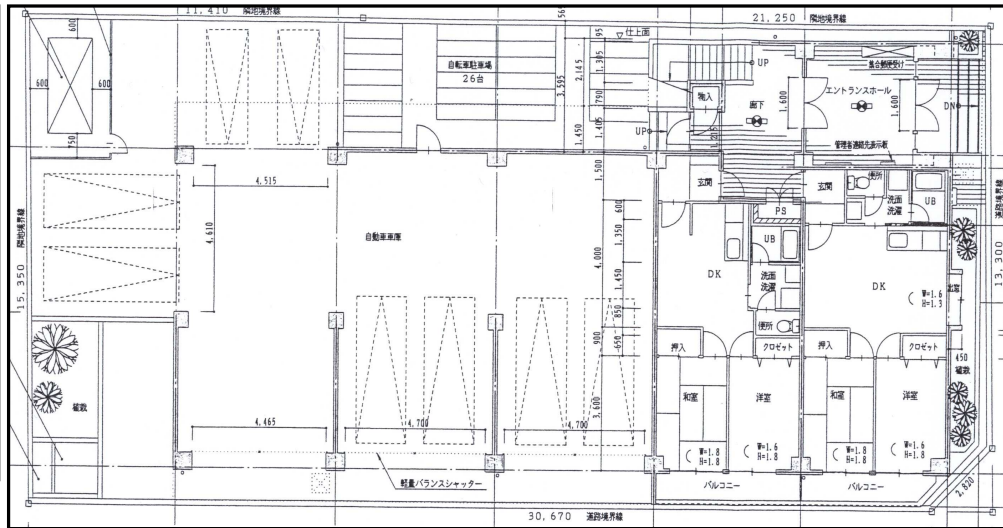 11,410 隣地境界線
21,250 隣地境界線
600
600
600
750
自転車駐車場
26台
3,595
2,145
95
1,305
790
1,405
1,450
仕上面
UP
物入
UP
1,215
廊下
1,600
エントランスホール
集合郵便受け
1,600
DN
管理者連絡先表示板
4,515
4,610
自動車車庫
15,350 隣地境界線
1,500
600
1,350
4,000
1,450
850
650
900
3,600
玄関
玄関
PS
便所
洗面
洗濯
UB
UB
DK
洗面
洗濯
便所
DK
W=1.6
H=1.3
出窓
450
植栽
13,300 道路境界線
押入
クロゼット
押入
クロゼット
和室
洋室
和室
洋室
W=1.8
H=1.8
W=1.6
H=1.8
W=1.8
H=1.8
W=1.6
H=1.8
植栽
4,465
4,700
4,700
軽量バランスシャッター
バルコニー
バルコニー
2,820
30,670 道路境界線